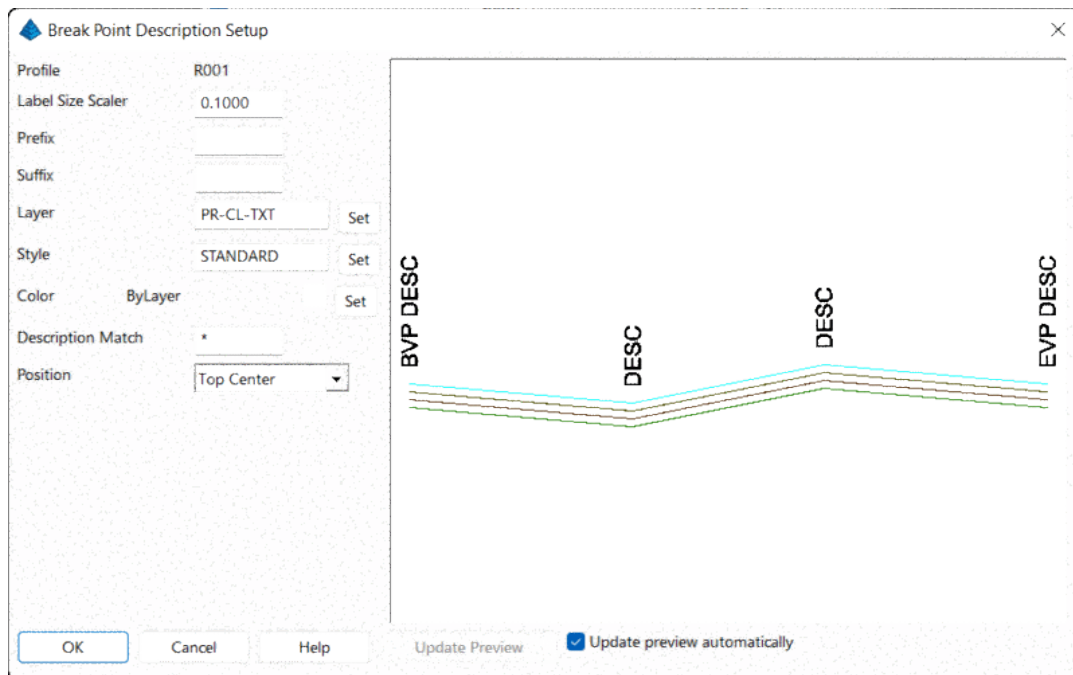 Break Point Description Setup
Profile R001
Label Size Scaler 0.1000
Prefix
Suffix
Layer PR-CL-TXT Set
Style STANDARD Set
Color ByLayer Set
Description Match *
Position Top Center
BVP DESC
DESC
DESC
EVP DESC
OK Cancel Help Update Preview Update preview automatically